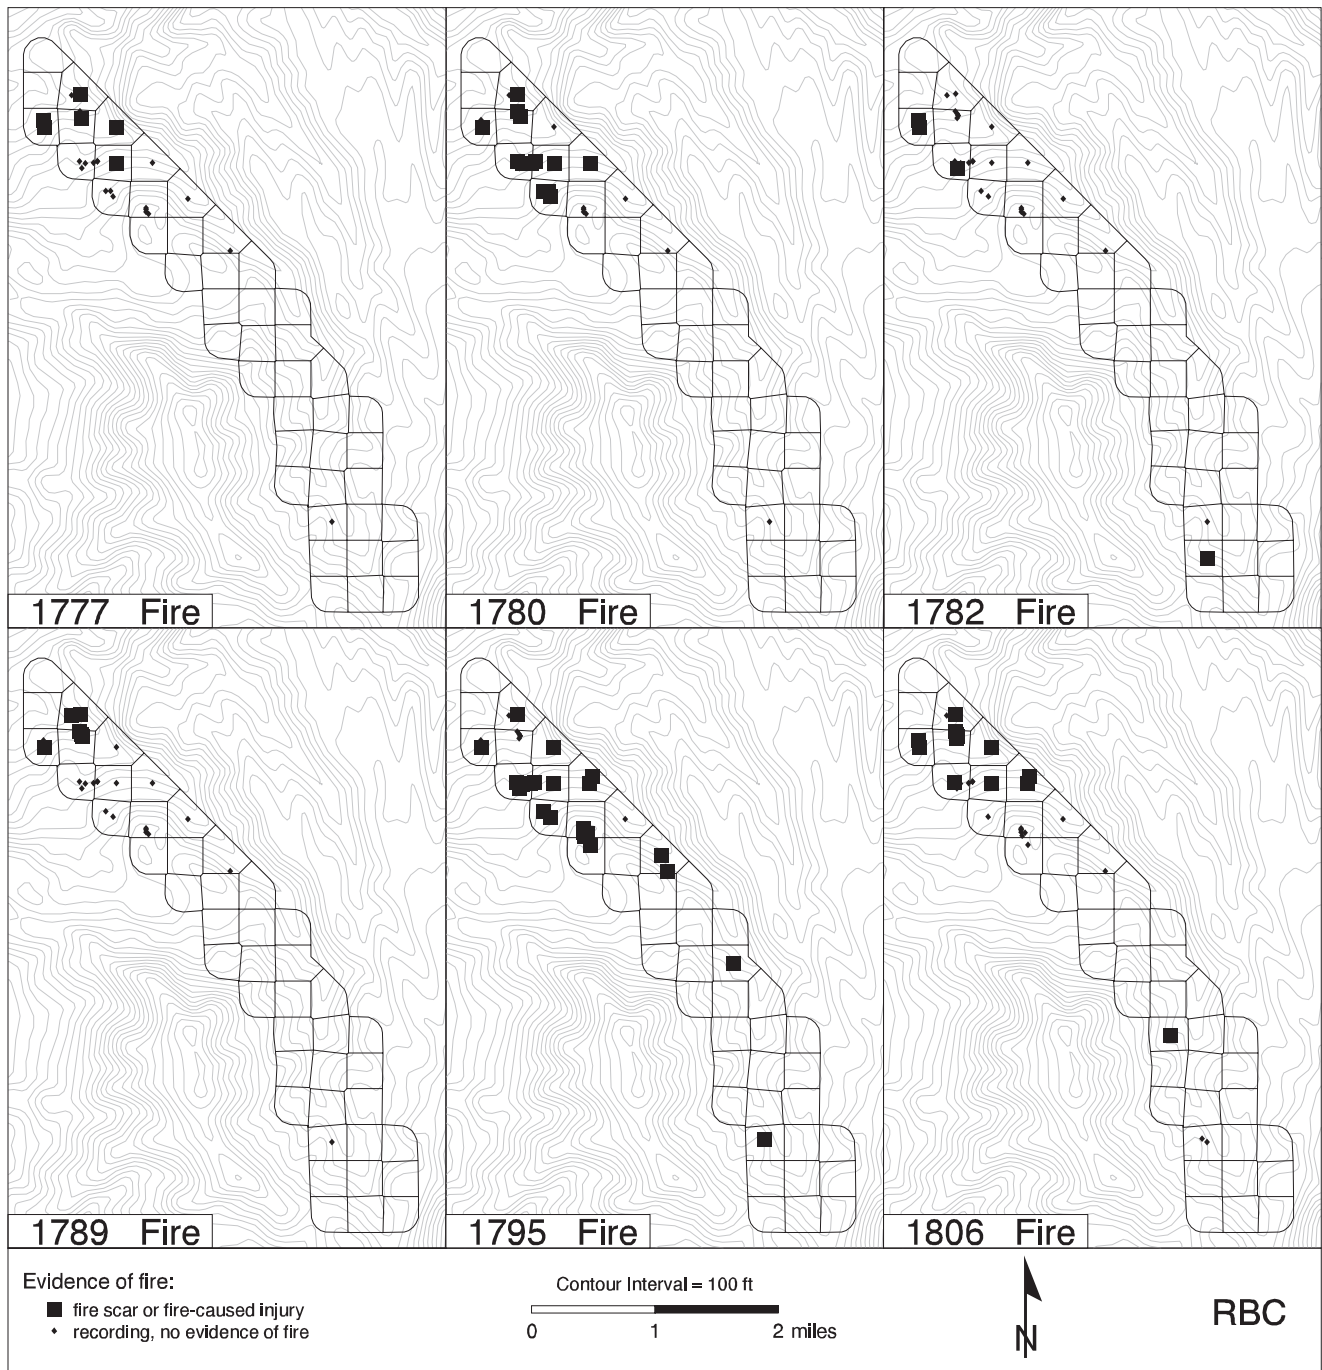 1777 Fire
1780 Fire
1782 Fire
1789 Fire
1795 Fire
1806 Fire
Evidence of fire:
fire scar or fire-caused injury
recording, no evidence of fire
Contour Interval = 100 ft
0 1 2 miles
N
RBC